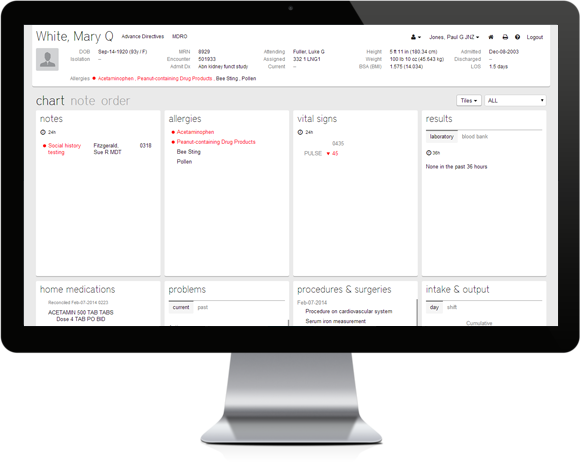 White, Mary Q Advance Directives MDRO Jones, Paul G JNZ Logout
DOB Sep-14-1920 (93y / F) MRN 8929 Attending Fuller, Luire G Height 5 ft 11 in (180.34 cm) Admitted Dec-08-2003
Isolation -- Encounter 501933 Assigned 332 1 LNG1 Weight 100 lb 10 oz (45.643 kg) Discharged --
Admit Dx Abn kidney funct study Current -- BSA (BMI) 1.575 (14.034) LOS 1.5 days
Allergies Acetaminophen , Peanut-containing Drug Products , Bee Sting , Pollen
chart note order Tiles ALL
notes
24h
Social history testing Fitzgerald, Sue R MDT 0318
allergies
Acetaminophen
Peanut-containing Drug Products
Bee Sting
Pollen
vital signs
24h
0435
PULSE 45
results
laboratory blood bank
36h
None in the past 36 hours
home medications
Reconciled Feb-07-2014 0223
ACETAMIN 500 TAB TABS
Dose 4 TAB PO BID
problems
current past
procedures & surgeries
Feb-07-2014
Procedure on cardiovascular system
Serum iron measurement
intake & output
day shift
Cumulative